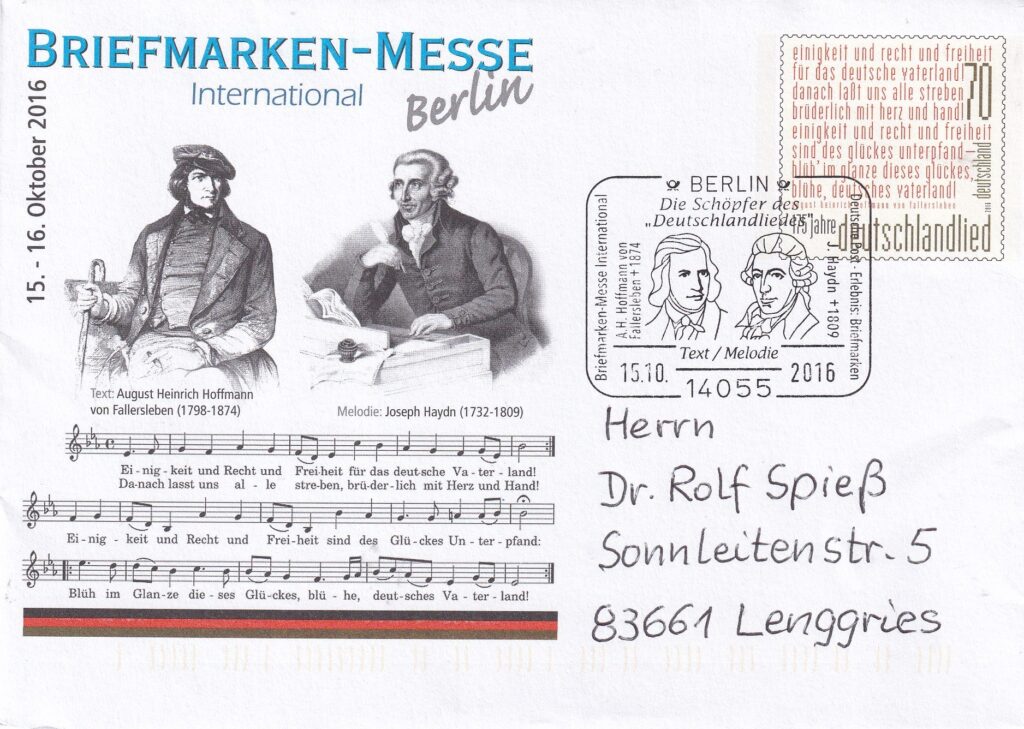 BRIEFMARKEN-MESSE
International
Berlin
15. - 16. Oktober 2016
Text: August Heinrich Hoffmann
von Fallersleben (1798-1874)
Melodie: Joseph Haydn (1732-1809)
Ei-nig-keit und Recht und Frei-heit für das deut-sche Va-ter-land!
Da-nach lasst uns al-le stre-ben, brü-der-lich mit Herz und Hand!
Ei-nig-keit und Recht und Frei-heit sind des Glü-ckes Un-ter-pfand:
Blüh im Glan-ze die-ses Glü-ckes, blü-he, deut-sches Va-ter-land!
einigkeit und recht und freiheit
für das deutsche vaterland!
danach laßt uns alle streben
brüderlich mit herz und hand!
einigkeit und recht und freiheit
sind des glückes unterpfand—
blüh' im glanze dieses glückes,
blühe, deutsches vaterland!
august heinrich hoffmann von fallersleben
70
deutschland
2016
175 jahre
deutschlandlied
BERLIN
Die Schöpfer des
„Deutschlandliedes"
Briefmarken-Messe International
A.H. Hoffmann von
Fallersleben + 1874
J. Haydn + 1809
Deutsche Post · Erlebnis: Briefmarken
Text / Melodie
15.10. 2016
14055
Herrn
Dr. Rolf Spieß
Sonnleitenstr. 5
83661 Lenggries